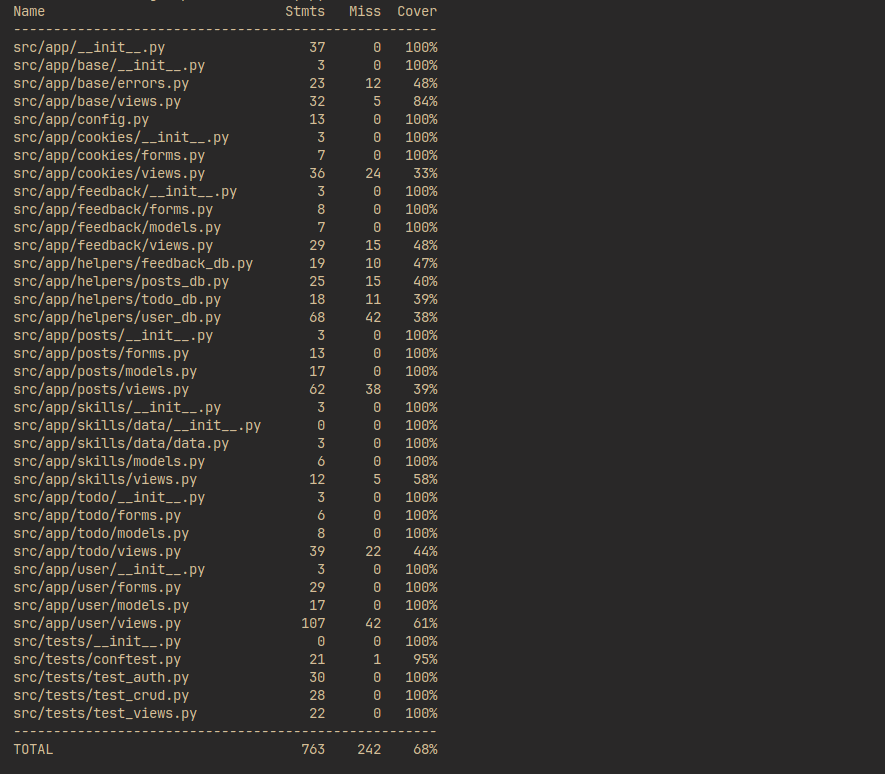 Name                              Stmts   Miss  Cover
-----------------------------------------------------
src/app/__init__.py                  37      0   100%
src/app/base/__init__.py              3      0   100%
src/app/base/errors.py               23     12    48%
src/app/base/views.py                32      5    84%
src/app/config.py                    13      0   100%
src/app/cookies/__init__.py           3      0   100%
src/app/cookies/forms.py              7      0   100%
src/app/cookies/views.py             36     24    33%
src/app/feedback/__init__.py          3      0   100%
src/app/feedback/forms.py             8      0   100%
src/app/feedback/models.py            7      0   100%
src/app/feedback/views.py            29     15    48%
src/app/helpers/feedback_db.py       19     10    47%
src/app/helpers/posts_db.py          25     15    40%
src/app/helpers/todo_db.py           18     11    39%
src/app/helpers/user_db.py           68     42    38%
src/app/posts/__init__.py             3      0   100%
src/app/posts/forms.py               13      0   100%
src/app/posts/models.py              17      0   100%
src/app/posts/views.py               62     38    39%
src/app/skills/__init__.py            3      0   100%
src/app/skills/data/__init__.py       0      0   100%
src/app/skills/data/data.py           3      0   100%
src/app/skills/models.py              6      0   100%
src/app/skills/views.py              12      5    58%
src/app/todo/__init__.py              3      0   100%
src/app/todo/forms.py                 6      0   100%
src/app/todo/models.py                8      0   100%
src/app/todo/views.py                39     22    44%
src/app/user/__init__.py              3      0   100%
src/app/user/forms.py                29      0   100%
src/app/user/models.py               17      0   100%
src/app/user/views.py               107     42    61%
src/tests/__init__.py                 0      0   100%
src/tests/conftest.py                21      1    95%
src/tests/test_auth.py               30      0   100%
src/tests/test_crud.py               28      0   100%
src/tests/test_views.py              22      0   100%
-----------------------------------------------------
TOTAL                               763    242    68%